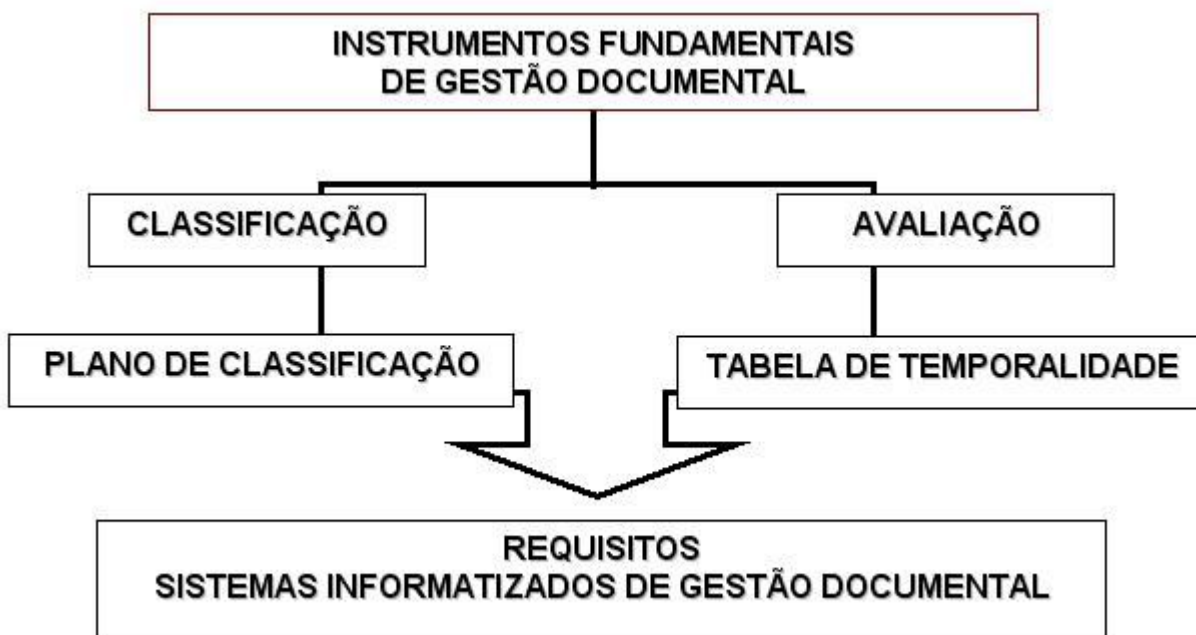 INSTRUMENTOS FUNDAMENTAIS
DE GESTÃO DOCUMENTAL
CLASSIFICAÇÃO
AVALIAÇÃO
PLANO DE CLASSIFICAÇÃO
TABELA DE TEMPORALIDADE
REQUISITOS
SISTEMAS INFORMATIZADOS DE GESTÃO DOCUMENTAL